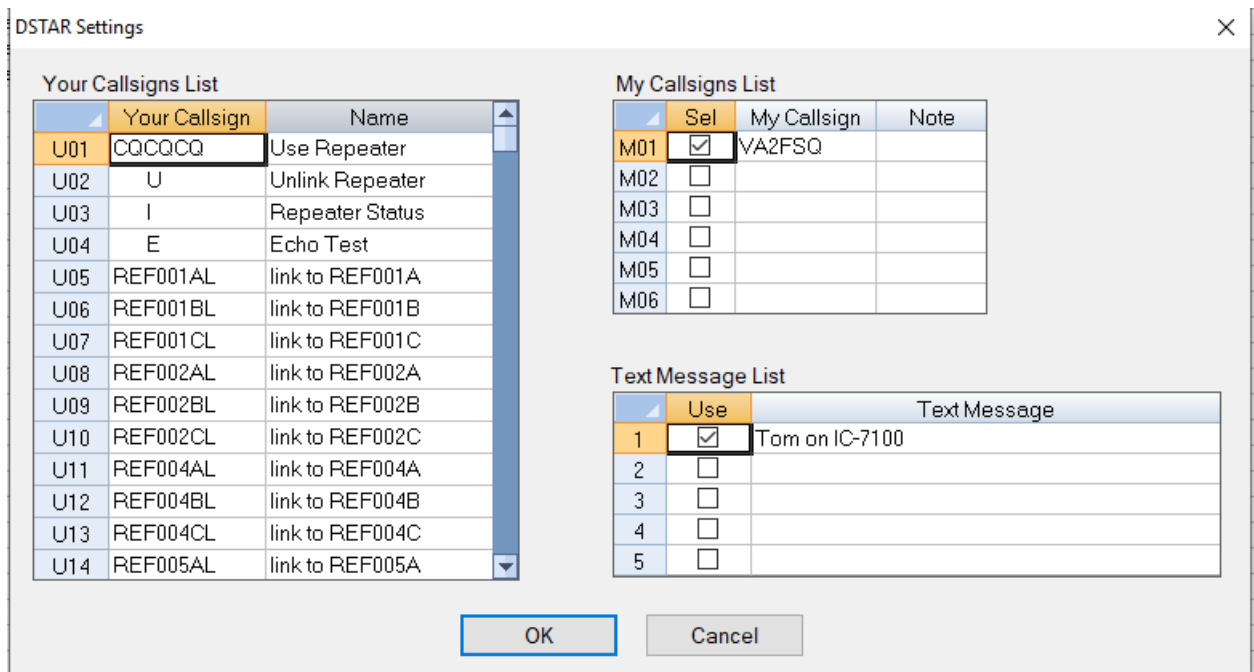 DSTAR Settings
Your Callsigns List
Your Callsign Name
U01 CQCQCQ Use Repeater
U02 U Unlink Repeater
U03 I Repeater Status
U04 E Echo Test
U05 REF001AL link to REF001A
U06 REF001BL link to REF001B
U07 REF001CL link to REF001C
U08 REF002AL link to REF002A
U09 REF002BL link to REF002B
U10 REF002CL link to REF002C
U11 REF004AL link to REF004A
U12 REF004BL link to REF004B
U13 REF004CL link to REF004C
U14 REF005AL link to REF005A
My Callsigns List
Sel My Callsign Note
M01 VA2FSQ
M02
M03
M04
M05
M06
Text Message List
Use Text Message
1 Tom on IC-7100
2
3
4
5
OK Cancel